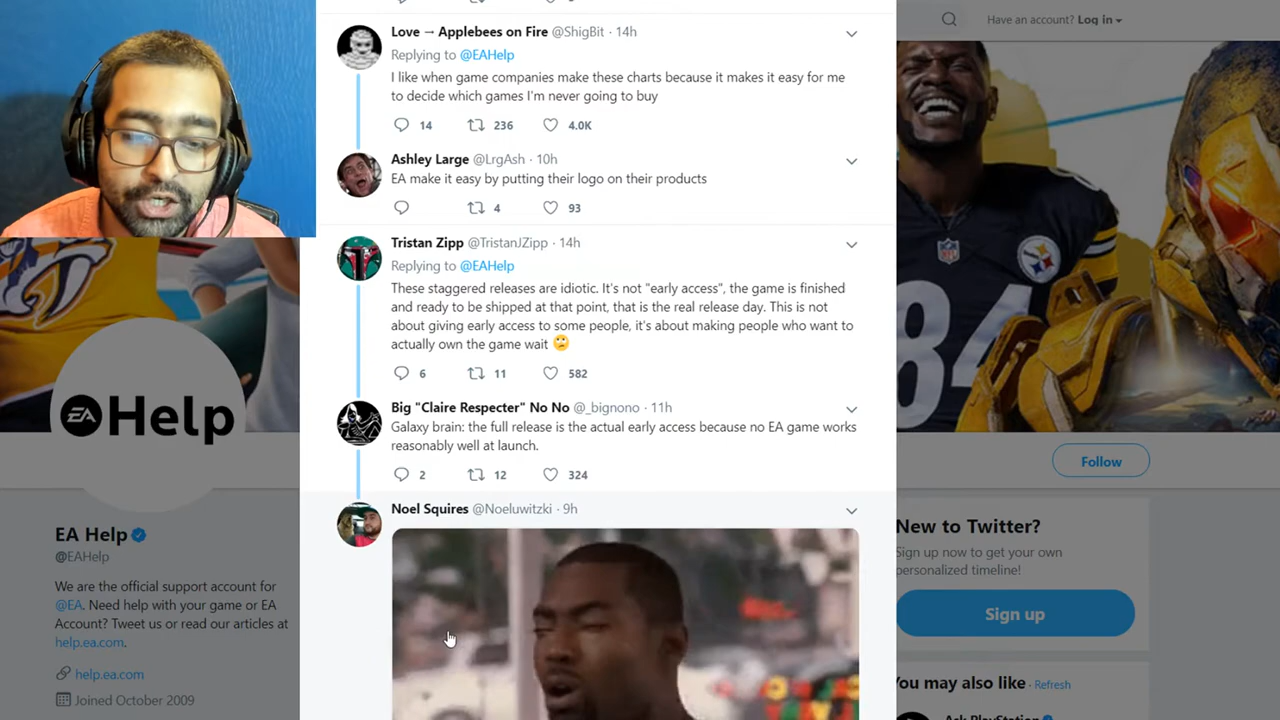 Have an account? Log in
Love → Applebees on Fire @ShigBit · 14h
Replying to @EAHelp
I like when game companies make these charts because it makes it easy for me
to decide which games I'm never going to buy
14 236 4.0K
Ashley Large @LrgAsh · 10h
EA make it easy by putting their logo on their products
4 93
Tristan Zipp @TristanJZipp · 14h
Replying to @EAHelp
These staggered releases are idiotic. It's not "early access", the game is finished
and ready to be shipped at that point, that is the real release day. This is not
about giving early access to some people, it's about making people who want to
actually own the game wait 🙄
6 11 582
Big "Claire Respecter" No No @_bignono · 11h
Galaxy brain: the full release is the actual early access because no EA game works
reasonably well at launch.
2 12 324
Noel Squires @Noeluwitzki · 9h
EA Help
EA Help
@EAHelp
We are the official support account for
@EA. Need help with your game or EA
Account? Tweet us or read our articles at
help.ea.com.
help.ea.com
Joined October 2009
NFL
Steelers
84
Follow
New to Twitter?
Sign up now to get your own
personalized timeline!
Sign up
You may also like · Refresh
Ask PlayStation